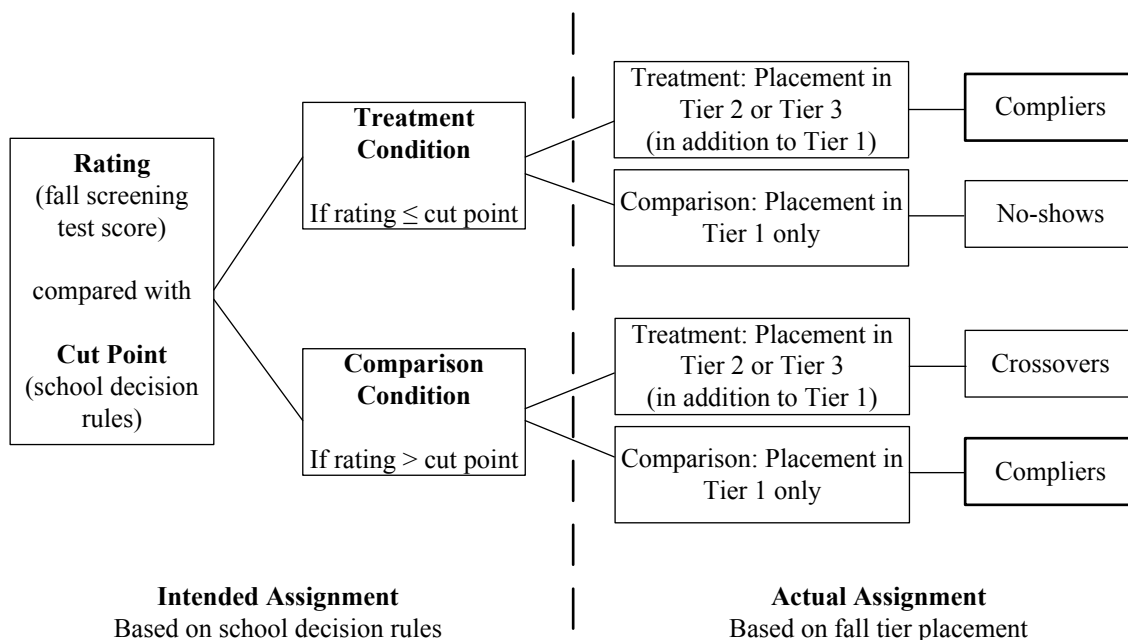 Rating
(fall screening
test score)
compared with
Cut Point
(school decision
rules)
Treatment
Condition
If rating ≤ cut point
Comparison
Condition
If rating > cut point
Treatment: Placement in
Tier 2 or Tier 3
(in addition to Tier 1)
Compliers
Comparison: Placement in
Tier 1 only
No-shows
Treatment: Placement in
Tier 2 or Tier 3
(in addition to Tier 1)
Crossovers
Comparison: Placement in
Tier 1 only
Compliers
Intended Assignment
Based on school decision rules
Actual Assignment
Based on fall tier placement